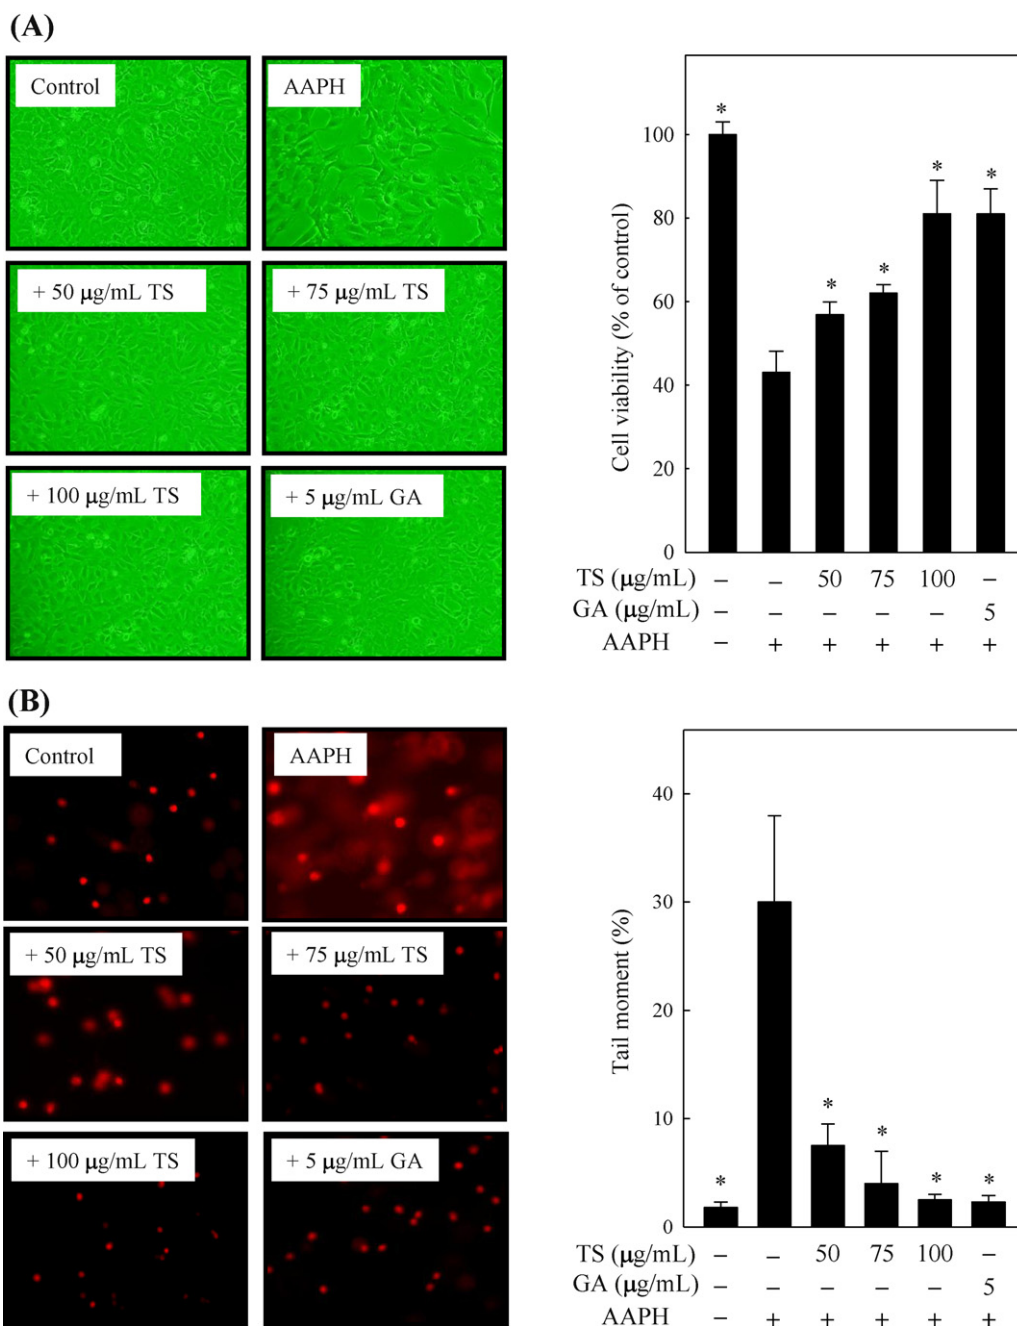 (A)
Control
AAPH
+ 50 µg/mL TS
+ 75 µg/mL TS
+ 100 µg/mL TS
+ 5 µg/mL GA
Cell viability (% of control)
100
80
60
40
20
0
* * * * *
TS (µg/mL) – – 50 75 100 –
GA (µg/mL) – – – – – 5
AAPH – + + + + +
(B)
Control
AAPH
+ 50 µg/mL TS
+ 75 µg/mL TS
+ 100 µg/mL TS
+ 5 µg/mL GA
Tail moment (%)
40
30
20
10
0
* * * * *
TS (µg/mL) – – 50 75 100 –
GA (µg/mL) – – – – – 5
AAPH – + + + + +